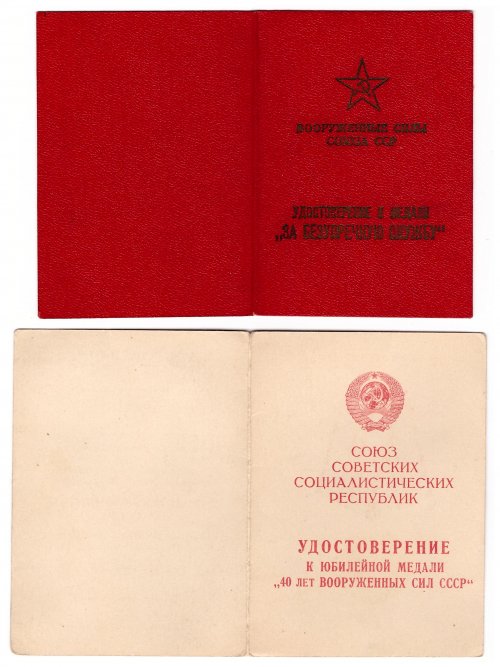 ВООРУЖЕННЫЕ СИЛЫ
СОЮЗА ССР
УДОСТОВЕРЕНИЕ К МЕДАЛИ
„ЗА БЕЗУПРЕЧНУЮ СЛУЖБУ“
СОЮЗ
СОВЕТСКИХ
СОЦИАЛИСТИЧЕСКИХ
РЕСПУБЛИК
УДОСТОВЕРЕНИЕ
К ЮБИЛЕЙНОЙ МЕДАЛИ
„40 ЛЕТ ВООРУЖЕННЫХ СИЛ СССР“